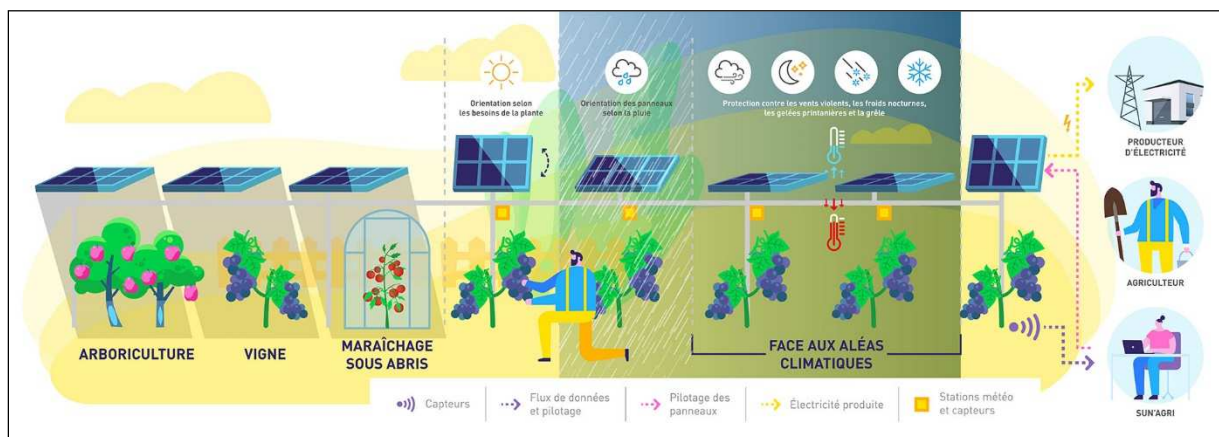 Orientation selon
les besoins de la plante
Orientation des panneaux
selon la pluie
Protection contre les vents violents, les froids nocturnes,
les gelées printanières et la grêle
PRODUCTEUR
D'ÉLECTRICITÉ
AGRICULTEUR
SUN'AGRI
ARBORICULTURE
VIGNE
MARAÎCHAGE
SOUS ABRIS
FACE AUX ALÉAS
CLIMATIQUES
Capteurs
Flux de données
et pilotage
Pilotage des
panneaux
Électricité produite
Stations météo
et capteurs